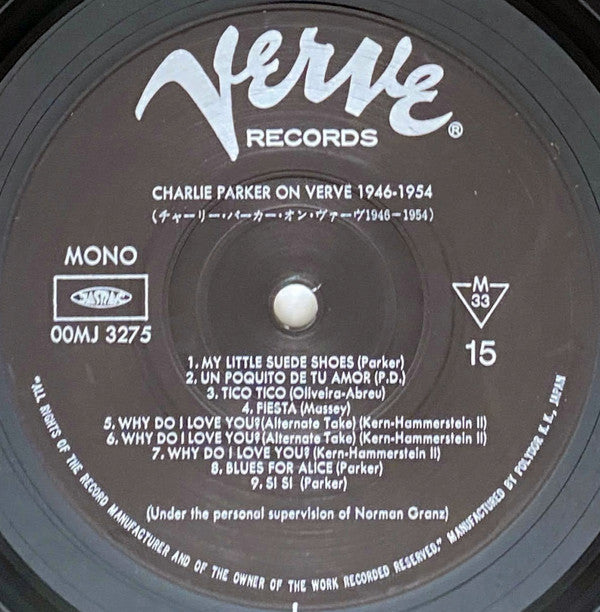 Verve®
RECORDS
CHARLIE PARKER ON VERVE 1946-1954
(チャーリー・パーカー・オン・ヴァーヴ1946-1954)
MONO
JASRAC
00MJ 3275
M
33
15
1. MY LITTLE SUEDE SHOES (Parker)
2. UN POQUITO DE TU AMOR (P.D.)
3. TICO TICO (Oliveira-Abreu)
4. FIESTA (Massey)
5. WHY DO I LOVE YOU?(Alternate Take) (Kern-Hammerstein II)
6. WHY DO I LOVE YOU?(Alternate Take) (Kern-Hammerstein II)
7. WHY DO I LOVE YOU? (Kern-Hammerstein II)
8. BLUES FOR ALICE (Parker)
9. SI SI (Parker)
(Under the personal supervision of Norman Granz)
"ALL RIGHTS OF THE RECORD MANUFACTURER AND OF THE OWNER OF THE WORK RECORDED RESERVED." MANUFACTURED BY POLYDOR K.K., JAPAN